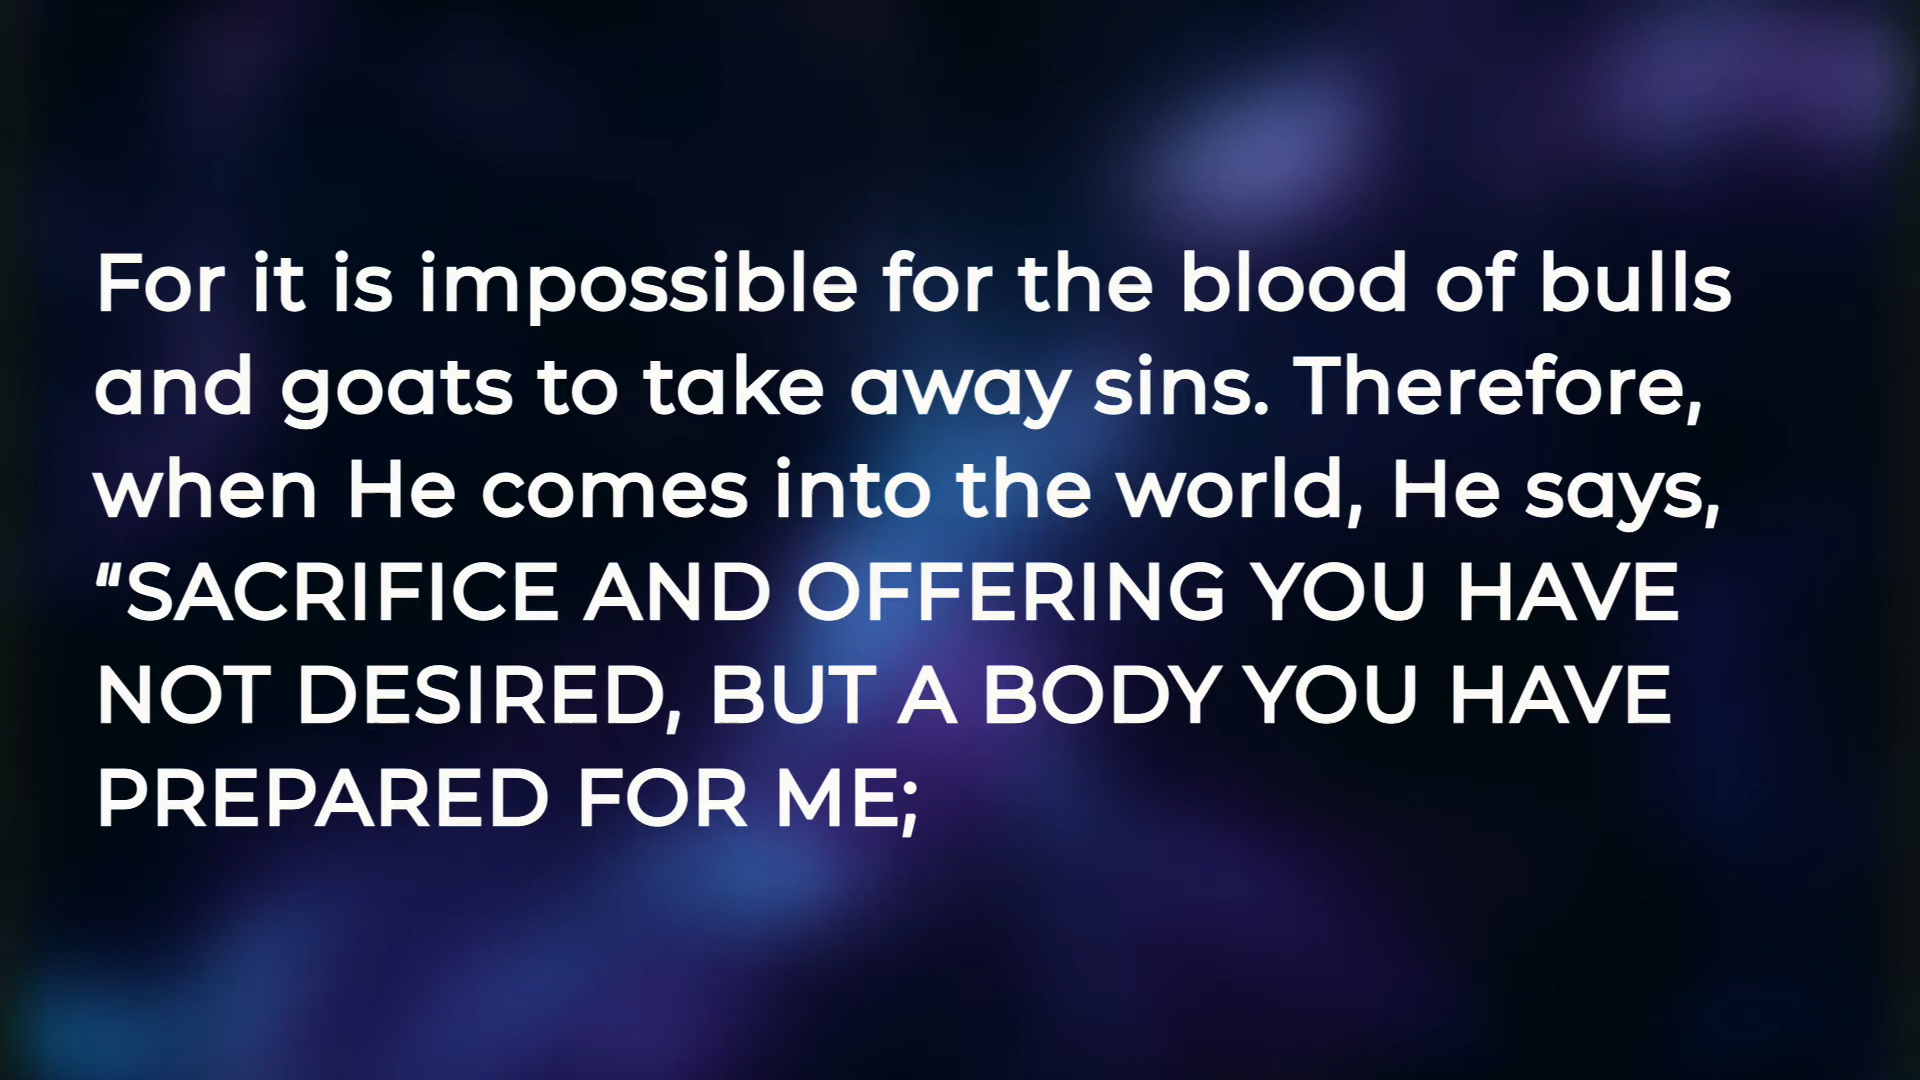 For it is impossible for the blood of bulls
and goats to take away sins. Therefore,
when He comes into the world, He says,
“SACRIFICE AND OFFERING YOU HAVE
NOT DESIRED, BUT A BODY YOU HAVE
PREPARED FOR ME;